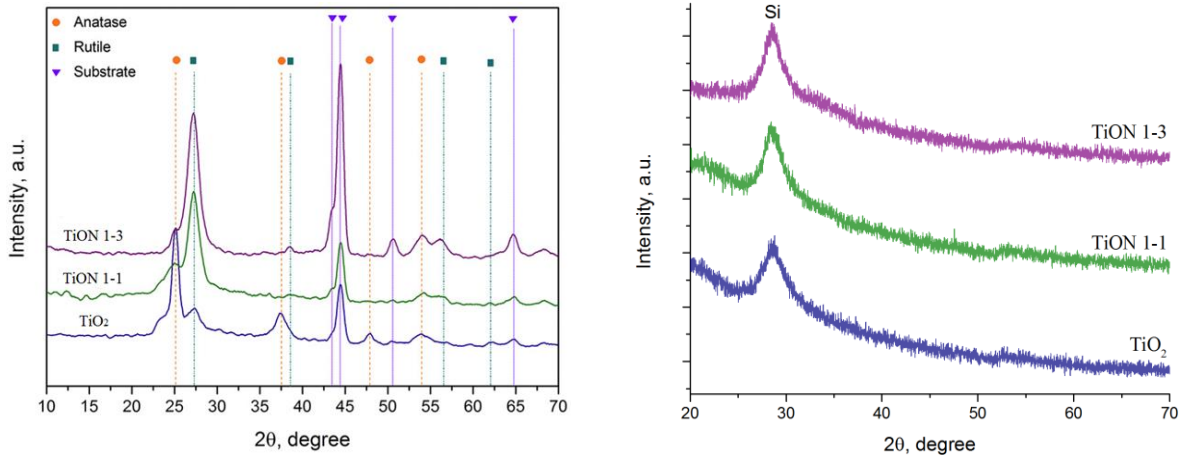 Anatase
Rutile
Substrate
Intensity, a.u.
TiON 1-3
TiON 1-1
TiO₂
10 15 20 25 30 35 40 45 50 55 60 65 70
2θ, degree
Si
Intensity, a.u.
TiON 1-3
TiON 1-1
TiO₂
20 30 40 50 60 70
2θ, degree